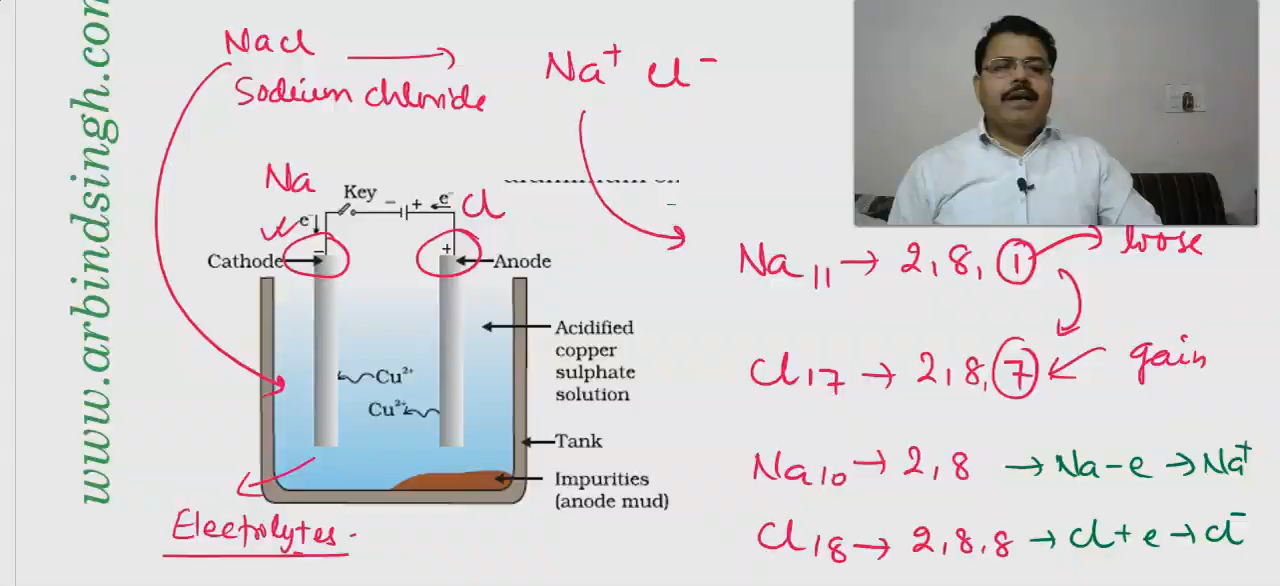 www.arbindsingh.com
Nacl →
Sodium chloride
Na⁺ Cl⁻
Na
Key
− +
e⁻
Cl
e⁻
−
+
Cathode
Anode
Acidified
copper
sulphate
solution
Cu²⁺
Cu²⁺
Tank
Impurities
(anode mud)
Electrolytes.
Na₁₁ → 2,8,1 → loose
Cl₁₇ → 2,8,7 ← gain
Na₁₀ → 2,8 → Na-e → Na⁺
Cl₁₈ → 2,8,8 → Cl+e → Cl⁻